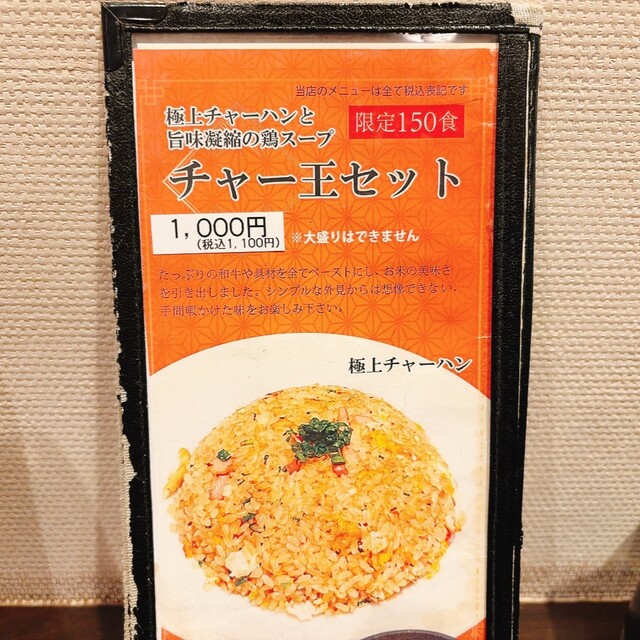 当店のメニューは全て税込表記です
極上チャーハンと
旨味凝縮の鶏スープ
限定150食
チャー王セット
1,000円
(税込1,100円)
※大盛りはできません
たっぷりの和牛や具材を全てペーストにし、お米の美味さ
を引き出しました。シンプルな外見からは想像できない、
手間暇かけた味をお楽しみ下さい。
極上チャーハン